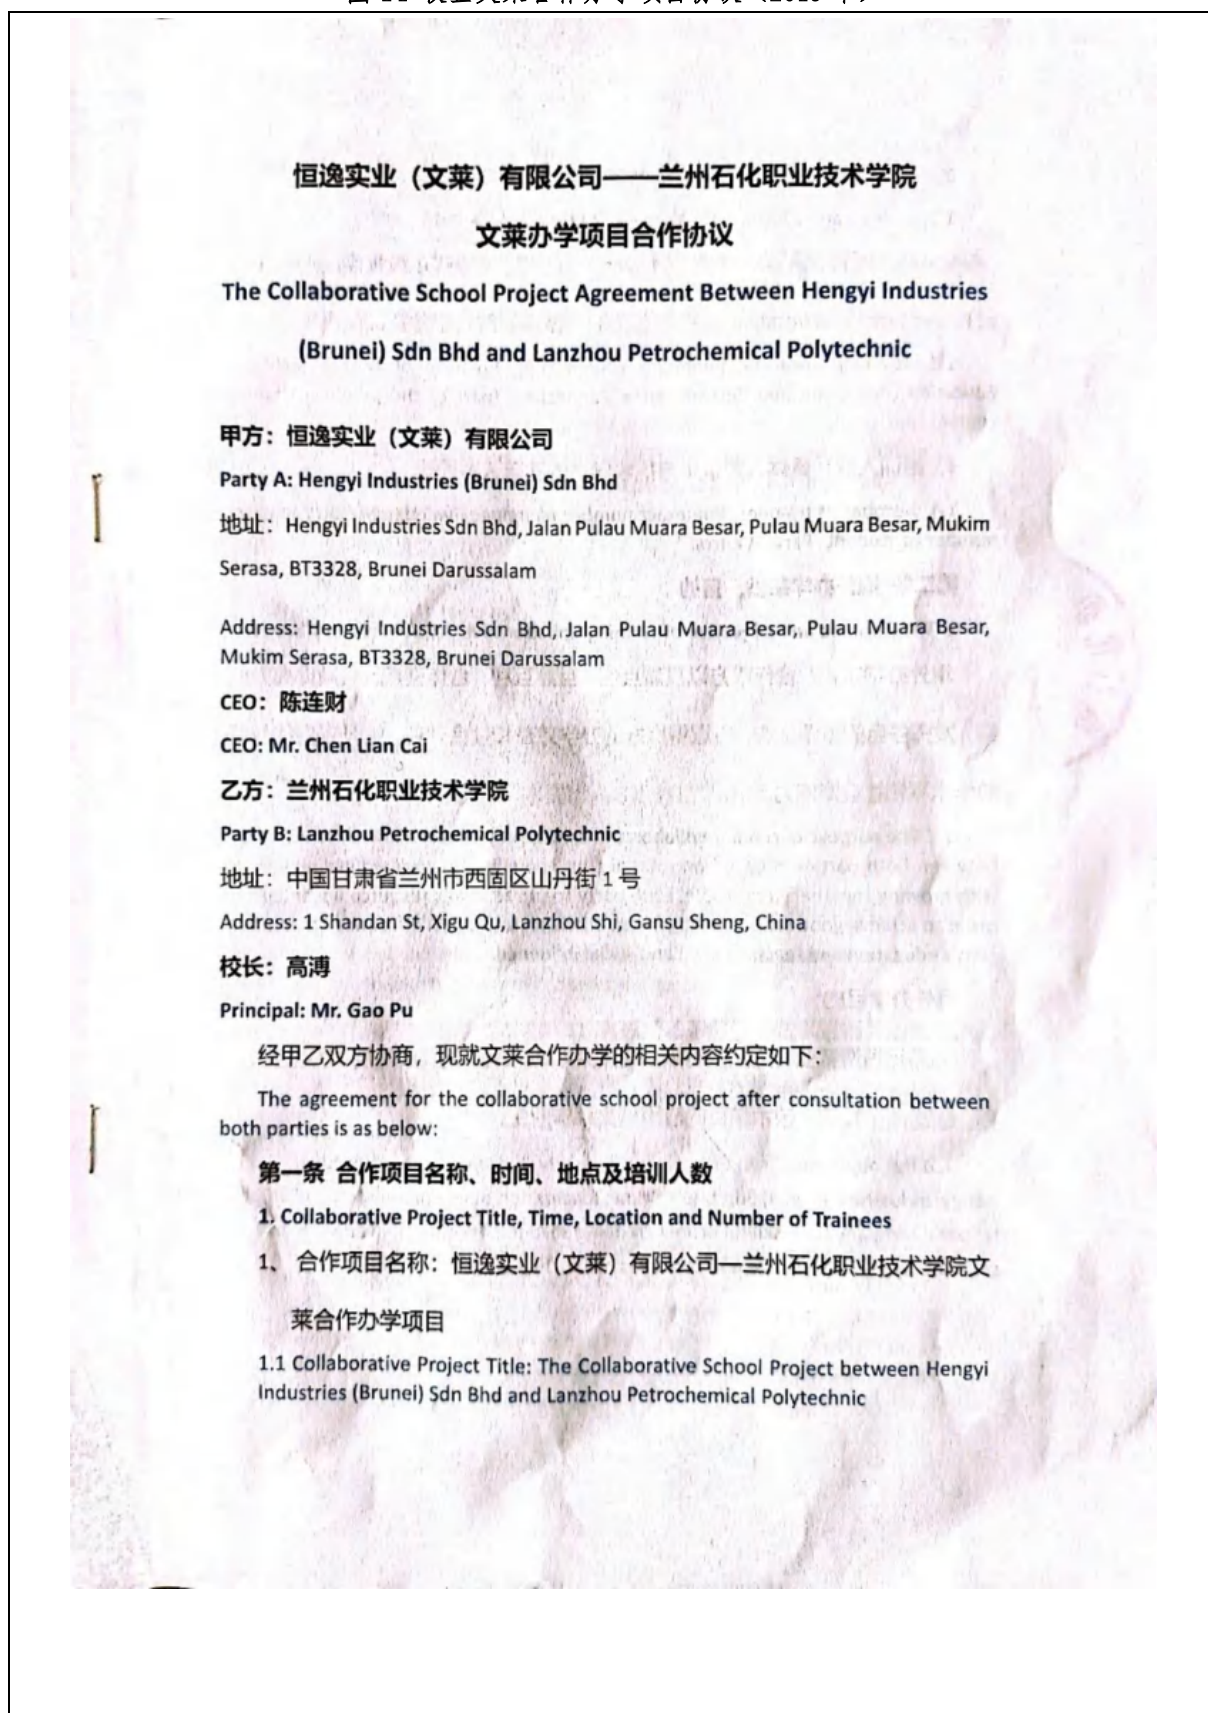 恒逸实业（文莱）有限公司——兰州石化职业技术学院
文莱办学项目合作协议
The Collaborative School Project Agreement Between Hengyi Industries
(Brunei) Sdn Bhd and Lanzhou Petrochemical Polytechnic
甲方：恒逸实业（文莱）有限公司
Party A: Hengyi Industries (Brunei) Sdn Bhd
地址：Hengyi Industries Sdn Bhd, Jalan Pulau Muara Besar, Pulau Muara Besar, Mukim
Serasa, BT3328, Brunei Darussalam
Address: Hengyi Industries Sdn Bhd, Jalan Pulau Muara Besar, Pulau Muara Besar,
Mukim Serasa, BT3328, Brunei Darussalam
CEO：陈连财
CEO: Mr. Chen Lian Cai
乙方：兰州石化职业技术学院
Party B: Lanzhou Petrochemical Polytechnic
地址：中国甘肃省兰州市西固区山丹街 1 号
Address: 1 Shandan St, Xigu Qu, Lanzhou Shi, Gansu Sheng, China
校长：高溥
Principal: Mr. Gao Pu
经甲乙双方协商，现就文莱合作办学的相关内容约定如下：
The agreement for the collaborative school project after consultation between
both parties is as below:
第一条 合作项目名称、时间、地点及培训人数
1. Collaborative Project Title, Time, Location and Number of Trainees
1、 合作项目名称：恒逸实业（文莱）有限公司—兰州石化职业技术学院文
莱合作办学项目
1.1 Collaborative Project Title: The Collaborative School Project between Hengyi
Industries (Brunei) Sdn Bhd and Lanzhou Petrochemical Polytechnic